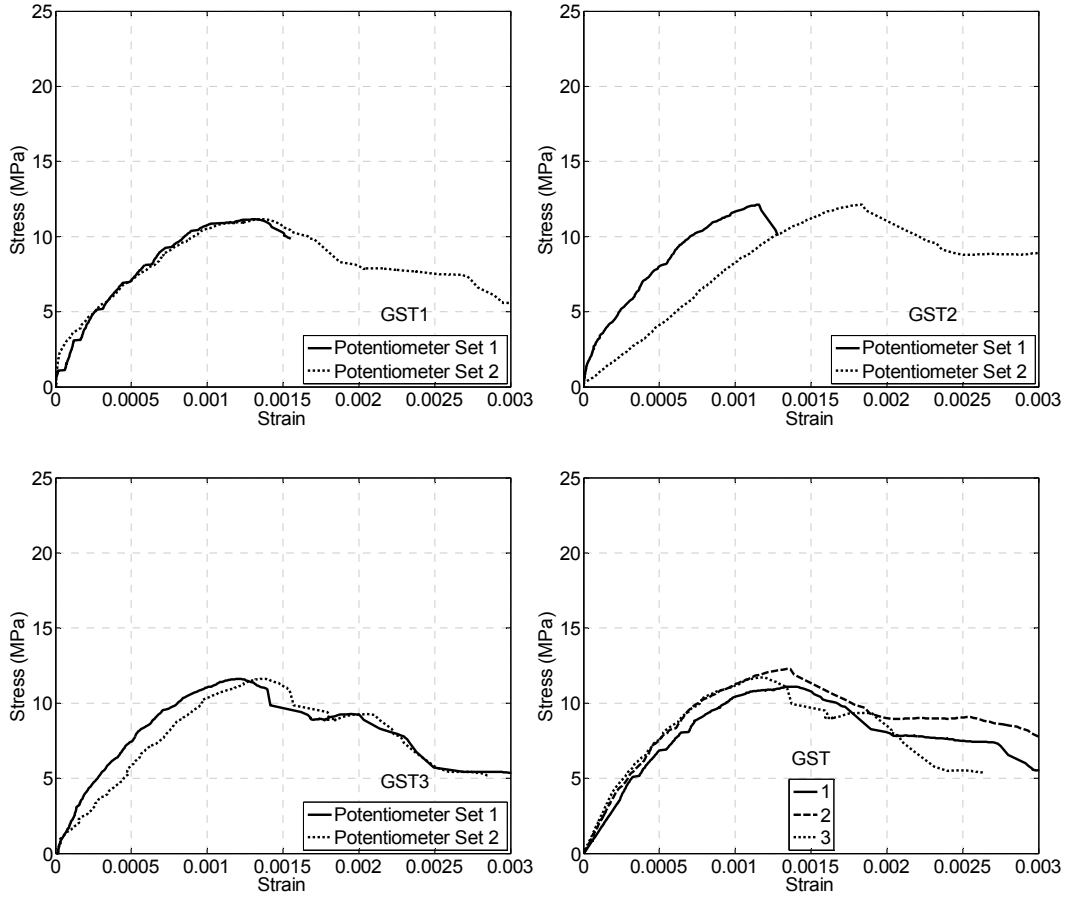 25
20
15
10
5
0
Stress (MPa)
GST1
Potentiometer Set 1
Potentiometer Set 2
0 0.0005 0.001 0.0015 0.002 0.0025 0.003
Strain
25
20
15
10
5
0
Stress (MPa)
GST2
Potentiometer Set 1
Potentiometer Set 2
0 0.0005 0.001 0.0015 0.002 0.0025 0.003
Strain
25
20
15
10
5
0
Stress (MPa)
GST3
Potentiometer Set 1
Potentiometer Set 2
0 0.0005 0.001 0.0015 0.002 0.0025 0.003
Strain
25
20
15
10
5
0
Stress (MPa)
GST
1
2
3
0 0.0005 0.001 0.0015 0.002 0.0025 0.003
Strain